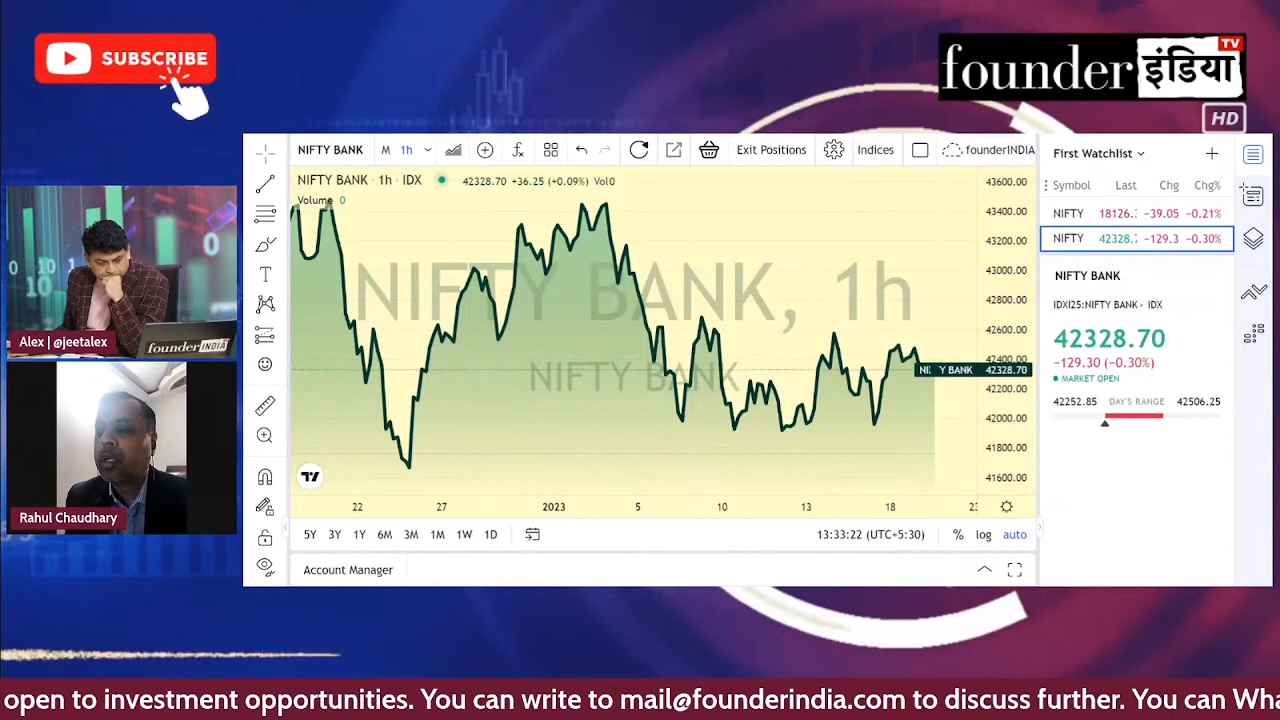 SUBSCRIBE
founder इंडिया TV
HD
NIFTY BANK M 1h Exit Positions Indices founderINDIA
NIFTY BANK · 1h · IDX 42328.70 +36.25 (+0.09%) Vol0
Volume 0
NIFTY BANK, 1h
NIFTY BANK
43600.00
43400.00
43200.00
43000.00
42800.00
42600.00
42400.00
NIFTY BANK 42328.70
42200.00
42000.00
41800.00
41600.00
22 27 2023 5 10 13 18
5Y 3Y 1Y 6M 3M 1M 1W 1D 13:33:22 (UTC+5:30) % log auto
Account Manager
First Watchlist
Symbol Last Chg Chg%
NIFTY 18126. −39.05 −0.21%
NIFTY 42328. −129.3 −0.30%
NIFTY BANK
IDXI25:NIFTY BANK · IDX
42328.70
−129.30 (−0.30%)
MARKET OPEN
42252.85 DAY'S RANGE 42506.25
Alex | @jeetalex
founder INDIA
Rahul Chaudhary
open to investment opportunities. You can write to mail@founderindia.com to discuss further. You can Wha